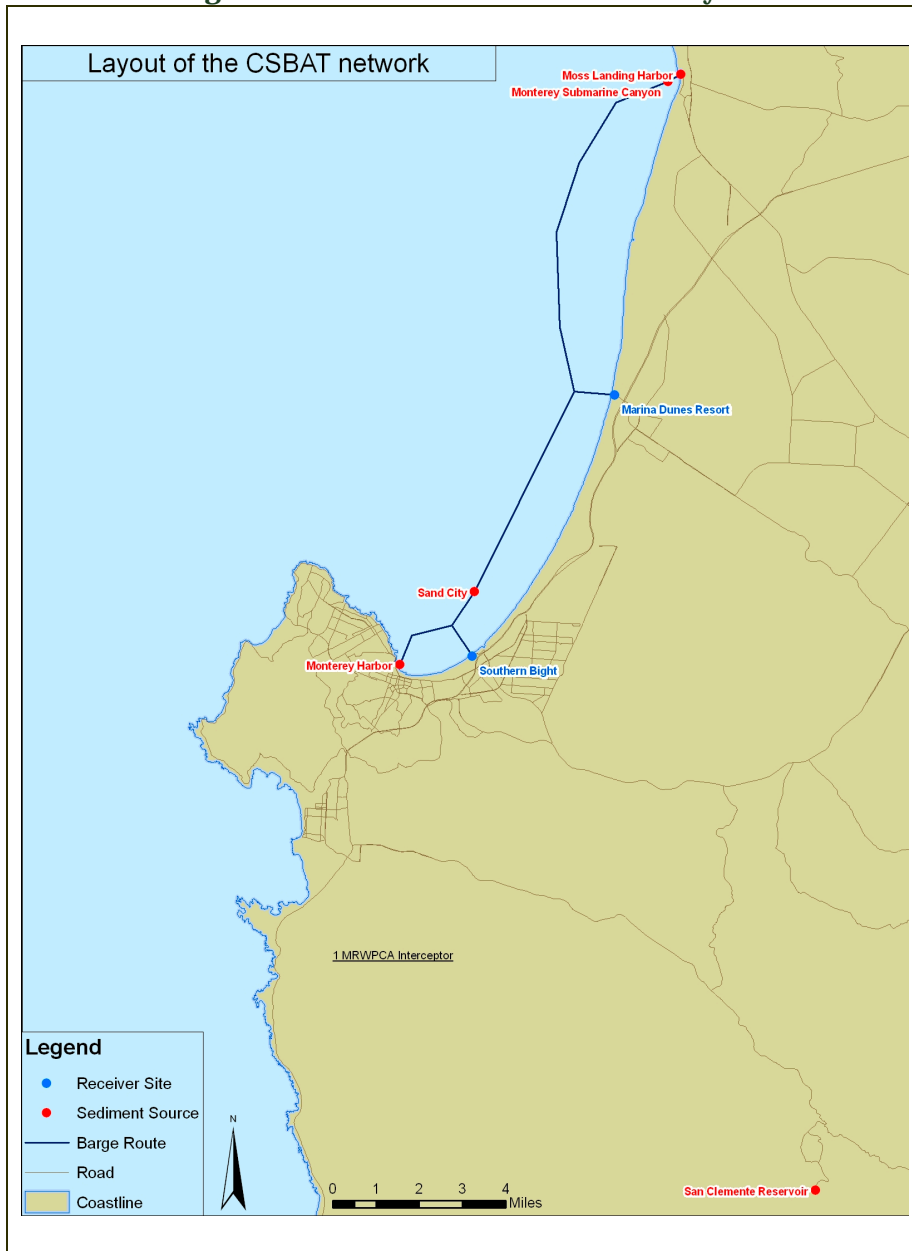 Layout of the CSBAT network
Moss Landing Harbor
Monterey Submarine Canyon
Marina Dunes Resort
Sand City
Monterey Harbor
Southern Bight
1 MRWPCA Interceptor
Legend
Receiver Site
Sediment Source
Barge Route
Road
Coastline
N
0 1 2 3 4
Miles
San Clemente Reservoir